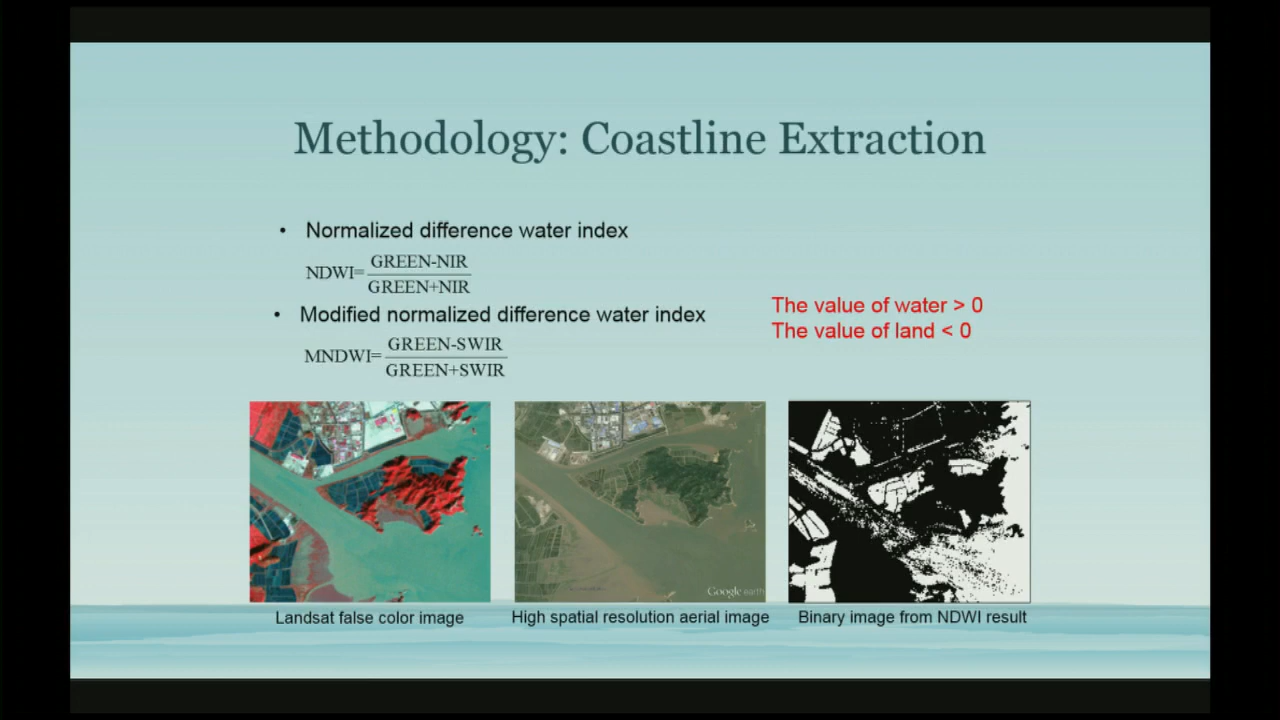 Methodology: Coastline Extraction
• Normalized difference water index
NDWI= GREEN-NIR
GREEN+NIR
• Modified normalized difference water index
MNDWI= GREEN-SWIR
GREEN+SWIR
The value of water > 0
The value of land < 0
Google earth
Landsat false color image
High spatial resolution aerial image
Binary image from NDWI result